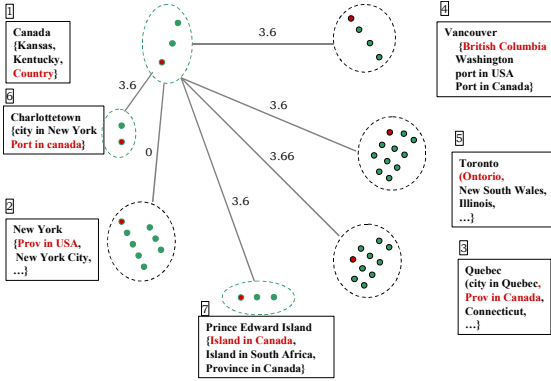 1
Canada
{Kansas,
Kentucky,
Country}
6
Charlottetown
{city in New York
Port in canada}
2
New York
{Prov in USA,
New York City,
...}
3.6
3.6
0
3.6
3.66
3.6
7
Prince Edward Island
{Island in Canada,
Island in South Africa,
Province in Canada}
4
Vancouver
{British Columbia
Washington
port in USA
Port in Canada}
5
Toronto
(Ontorio,
New South Wales,
Illinois,
...}
3
Quebec
(city in Quebec,
Prov in Canada,
Connecticut,
...}